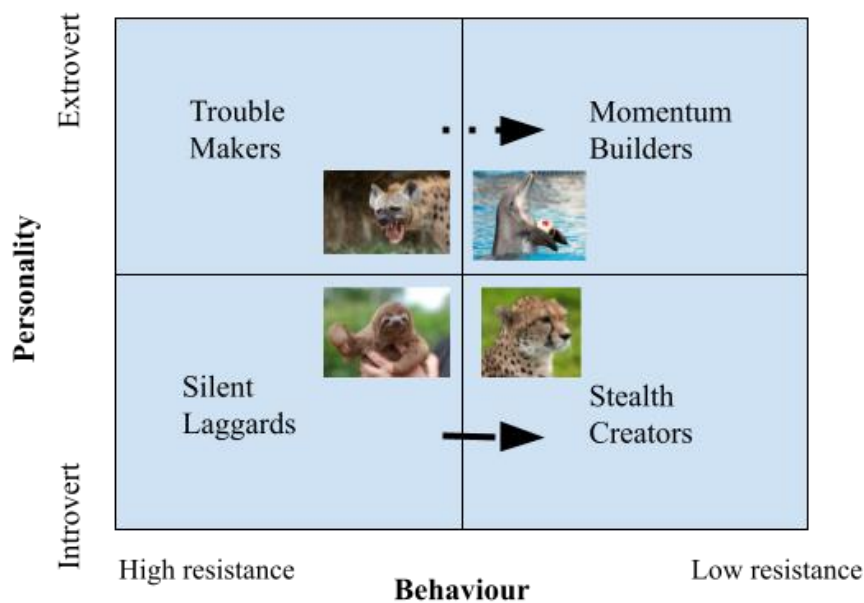 Extrovert
Trouble
Makers
Momentum
Builders
Personality
Silent
Laggards
Stealth
Creators
Introvert
High resistance
Behaviour
Low resistance